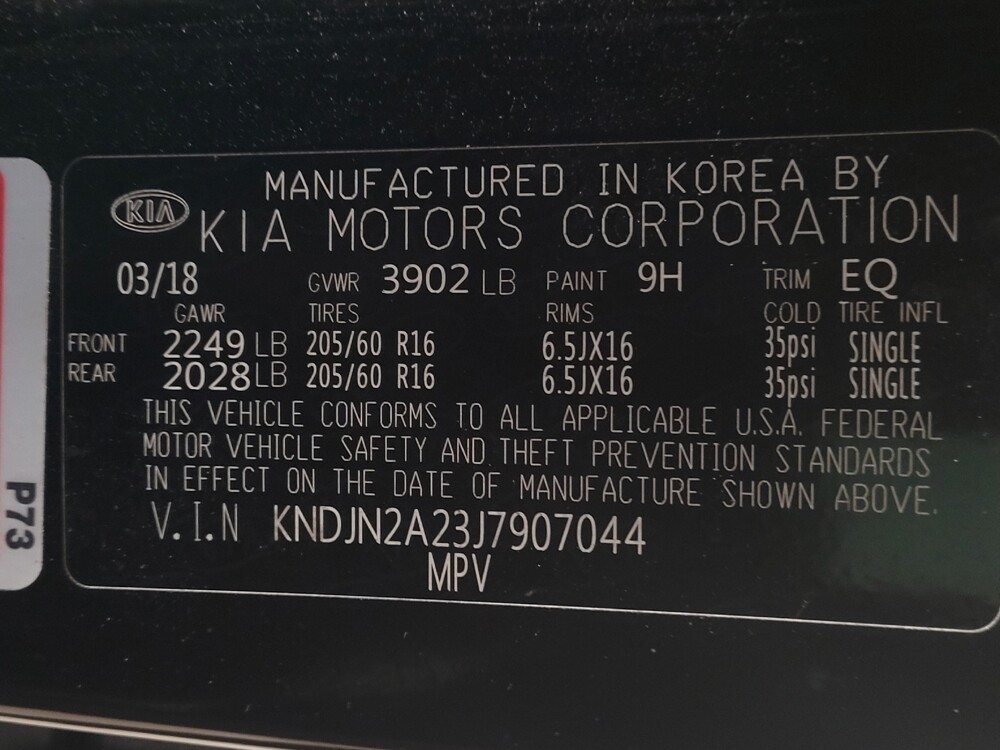 MANUFACTURED IN KOREA BY
KIA KIA MOTORS CORPORATION
03/18 GVWR 3902 LB PAINT 9H TRIM EQ
GAWR TIRES RIMS COLD TIRE INFL
FRONT 2249 LB 205/60 R16 6.5JX16 35psi SINGLE
REAR 2028 LB 205/60 R16 6.5JX16 35psi SINGLE
THIS VEHICLE CONFORMS TO ALL APPLICABLE U.S.A. FEDERAL
MOTOR VEHICLE SAFETY AND THEFT PREVENTION STANDARDS
IN EFFECT ON THE DATE OF MANUFACTURE SHOWN ABOVE.
V.I.N KNDJN2A23J7907044
MPV
P73